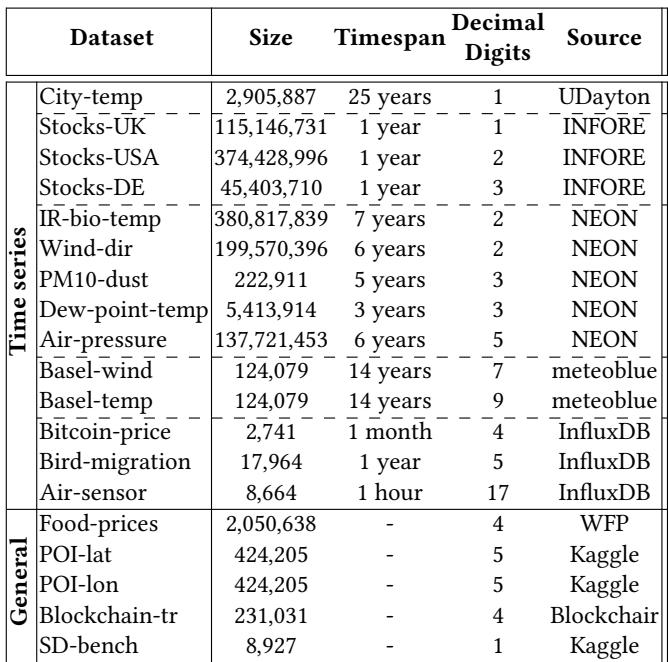 Dataset Size Timespan Decimal Digits Source
Time series
City-temp 2,905,887 25 years 1 UDayton
Stocks-UK 115,146,731 1 year 1 INFORE
Stocks-USA 374,428,996 1 year 2 INFORE
Stocks-DE 45,403,710 1 year 3 INFORE
IR-bio-temp 380,817,839 7 years 2 NEON
Wind-dir 199,570,396 6 years 2 NEON
PM10-dust 222,911 5 years 3 NEON
Dew-point-temp 5,413,914 3 years 3 NEON
Air-pressure 137,721,453 6 years 5 NEON
Basel-wind 124,079 14 years 7 meteoblue
Basel-temp 124,079 14 years 9 meteoblue
Bitcoin-price 2,741 1 month 4 InfluxDB
Bird-migration 17,964 1 year 5 InfluxDB
Air-sensor 8,664 1 hour 17 InfluxDB
General
Food-prices 2,050,638 - 4 WFP
POI-lat 424,205 - 5 Kaggle
POI-lon 424,205 - 5 Kaggle
Blockchain-tr 231,031 - 4 Blockchair
SD-bench 8,927 - 1 Kaggle